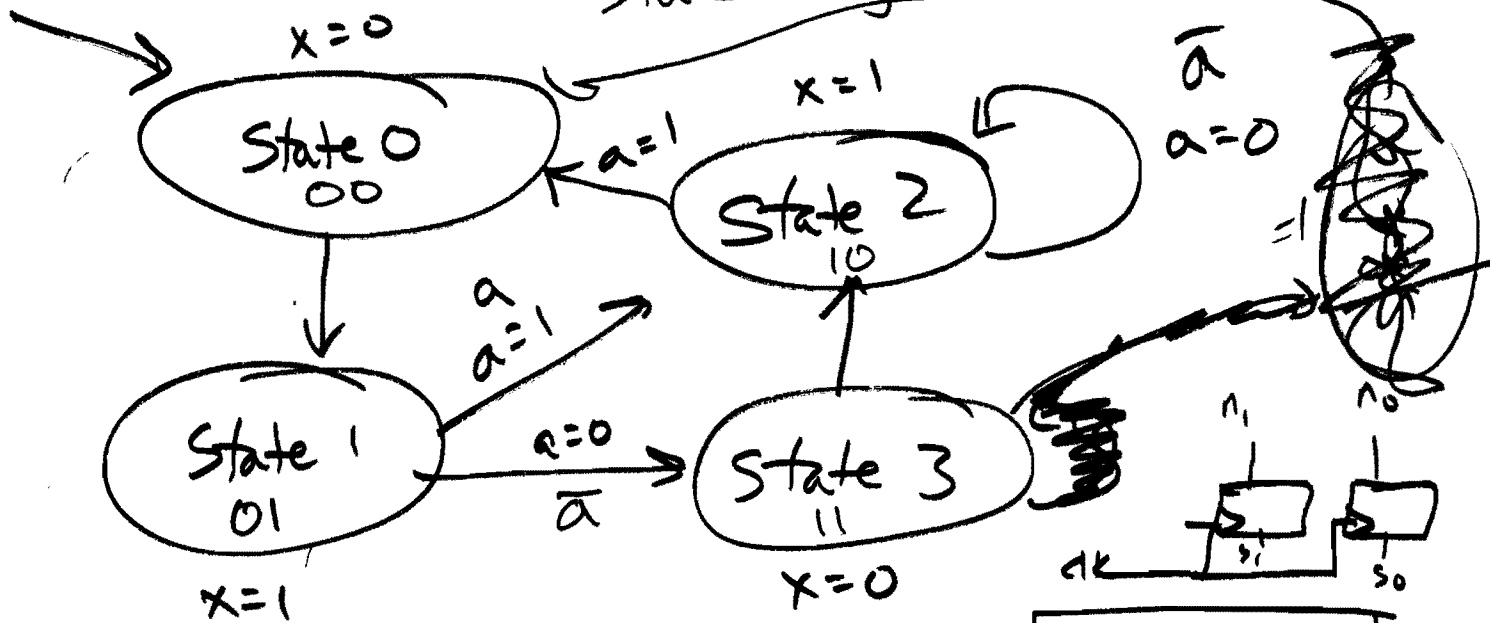 x=0
State 0
00
a=1
x=1
State 2
10
a̅
a=0
=1
a
a=1
State 1
01
x=1
a=0
a̅
State 3
11
x=0
n₁
n₀
s₁
s₀
clk